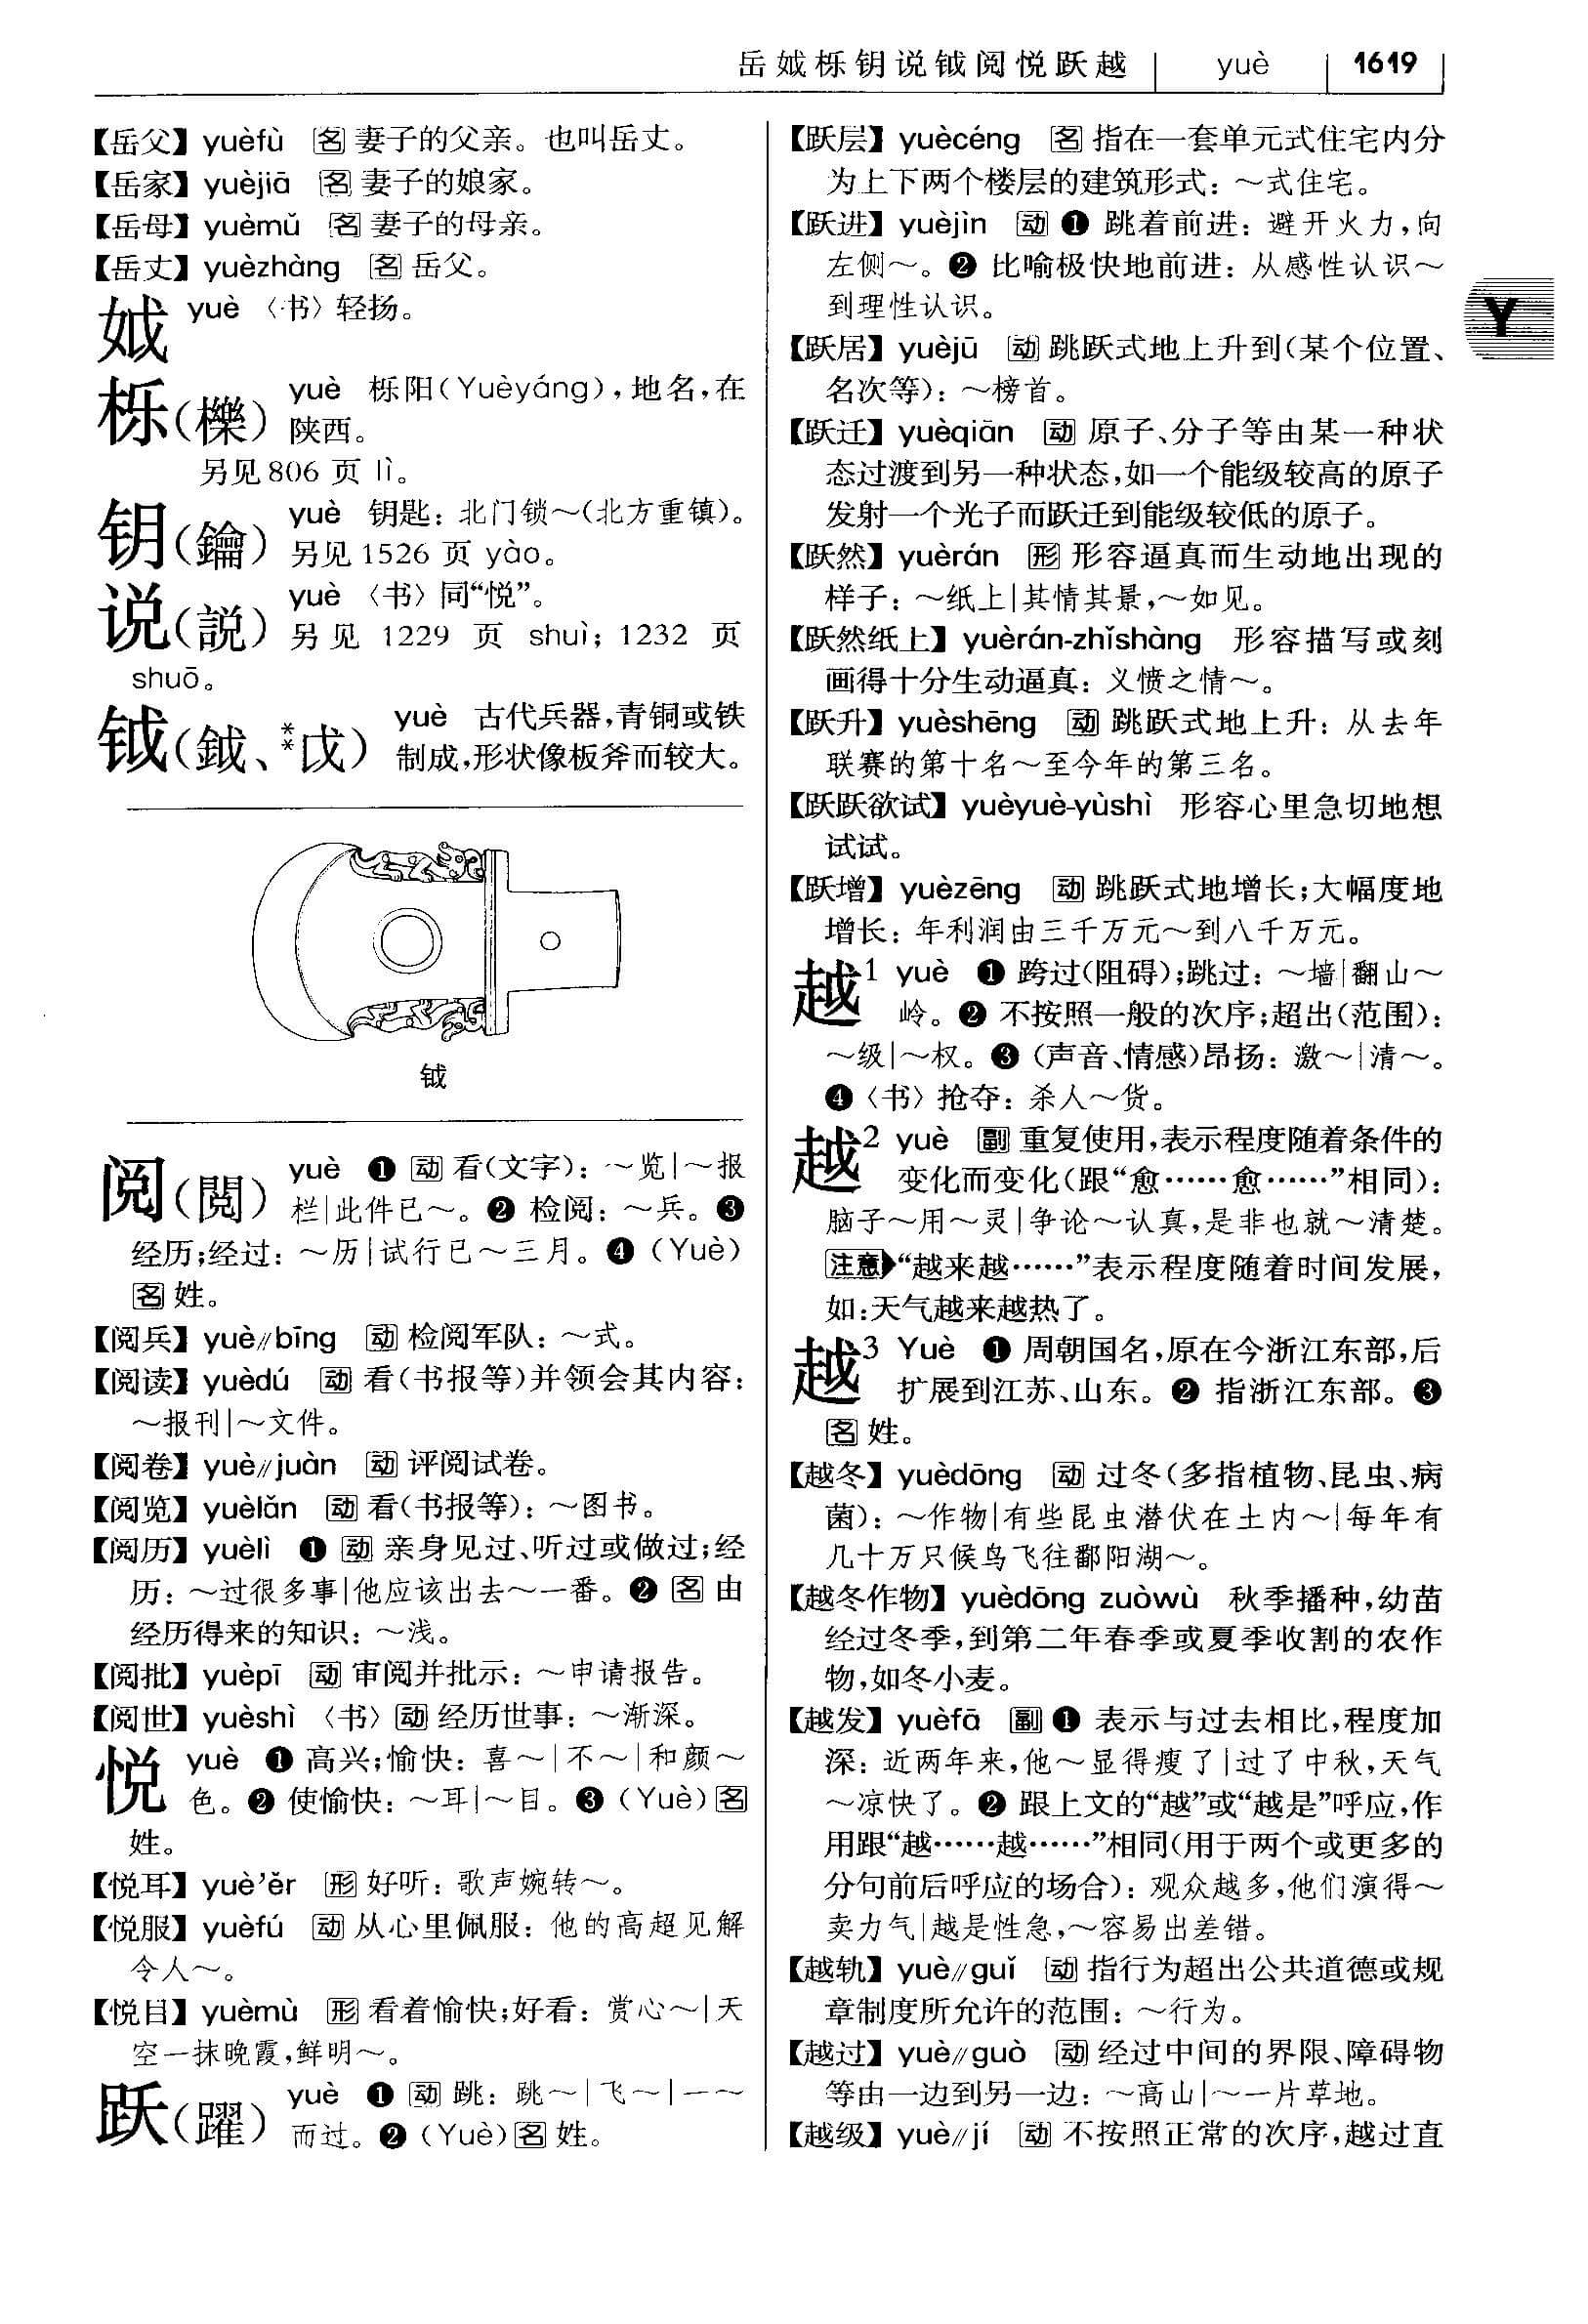 岳娍栎钥说钺阅悦跃越 yuè 1619
【岳父】 yuèfù 名 妻子的父亲。也叫岳丈。
【岳家】 yuèjiā 名 妻子的娘家。
【岳母】 yuèmǔ 名 妻子的母亲。
【岳丈】 yuèzhàng 名 岳父。
yuè 〈书〉轻扬。
栎(櫟) yuè 栎阳(Yuèyáng),地名,在
陕西。
另见806 页 lì。
钥(鑰) yuè 钥匙：北门锁～(北方重镇)。
另见1526 页 yào。
说(説) yuè 〈书〉同“悦”。
另见 1229 页 shuì；1232 页
shuō。
钺(鉞、**戉) yuè 古代兵器,青铜或铁
制成,形状像板斧而较大。
钺
阅(閲) yuè ❶ 动 看(文字)：～览|～报
栏|此件已～。❷ 检阅：～兵。❸
经历;经过：～历|试行已～三月。❹（Yuè）
名 姓。
【阅兵】 yuè//bīng 动 检阅军队：～式。
【阅读】 yuèdú 动 看(书报等)并领会其内容：
～报刊|～文件。
【阅卷】 yuè//juàn 动 评阅试卷。
【阅览】 yuèlǎn 动 看(书报等)：～图书。
【阅历】 yuèlì ❶ 动 亲身见过、听过或做过;经
历：～过很多事|他应该出去～一番。❷ 名 由
经历得来的知识：～浅。
【阅批】 yuèpī 动 审阅并批示：～申请报告。
【阅世】 yuèshì 〈书〉动 经历世事：～渐深。
悦 yuè ❶ 高兴;愉快：喜～|不～|和颜～
色。❷ 使愉快：～耳|～目。❸（Yuè）名
姓。
【悦耳】 yuè’ěr 形 好听：歌声婉转～。
【悦服】 yuèfú 动 从心里佩服：他的高超见解
令人～。
【悦目】 yuèmù 形 看着愉快;好看：赏心～|天
空一抹晚霞,鲜明～。
跃(躍) yuè ❶ 动 跳：跳～|飞～|一～
而过。❷（Yuè）名 姓。
【跃层】 yuècéng 名 指在一套单元式住宅内分
为上下两个楼层的建筑形式：～式住宅。
【跃进】 yuèjìn 动 ❶ 跳着前进：避开火力,向
左侧～。❷ 比喻极快地前进：从感性认识～
到理性认识。
【跃居】 yuèjū 动 跳跃式地上升到(某个位置、
名次等)：～榜首。
【跃迁】 yuèqiān 动 原子、分子等由某一种状
态过渡到另一种状态,如一个能级较高的原子
发射一个光子而跃迁到能级较低的原子。
【跃然】 yuèrán 形 形容逼真而生动地出现的
样子：～纸上|其情其景,～如见。
【跃然纸上】 yuèrán-zhǐshàng 形容描写或刻
画得十分生动逼真：义愤之情～。
【跃升】 yuèshēng 动 跳跃式地上升：从去年
联赛的第十名～至今年的第三名。
【跃跃欲试】 yuèyuè-yùshì 形容心里急切地想
试试。
【跃增】 yuèzēng 动 跳跃式地增长;大幅度地
增长：年利润由三千万元～到八千万元。
越1 yuè ❶ 跨过(阻碍);跳过：～墙|翻山～
岭。❷ 不按照一般的次序;超出(范围)：
～级|～权。❸（声音、情感)昂扬：激～|清～。
❹〈书〉抢夺：杀人～货。
越2 yuè 副 重复使用,表示程度随着条件的
变化而变化(跟“愈……愈……”相同)：
脑子～用～灵|争论～认真,是非也就～清楚。
注意 “越来越……”表示程度随着时间发展,
如:天气越来越热了。
越3 Yuè ❶ 周朝国名,原在今浙江东部,后
扩展到江苏、山东。❷ 指浙江东部。❸
名 姓。
【越冬】 yuèdōng 动 过冬(多指植物、昆虫、病
菌)：～作物|有些昆虫潜伏在土内～|每年有
几十万只候鸟飞往鄱阳湖～。
【越冬作物】 yuèdōng zuòwù 秋季播种,幼苗
经过冬季,到第二年春季或夏季收割的农作
物,如冬小麦。
【越发】 yuèfā 副 ❶ 表示与过去相比,程度加
深：近两年来,他～显得瘦了|过了中秋,天气
～凉快了。❷ 跟上文的“越”或“越是”呼应,作
用跟“越……越……”相同(用于两个或更多的
分句前后呼应的场合)：观众越多,他们演得～
卖力气|越是性急,～容易出差错。
【越轨】 yuè//guǐ 动 指行为超出公共道德或规
章制度所允许的范围：～行为。
【越过】 yuè//guò 动 经过中间的界限、障碍物
等由一边到另一边：～高山|～一片草地。
【越级】 yuè//jí 动 不按照正常的次序,越过直
Y